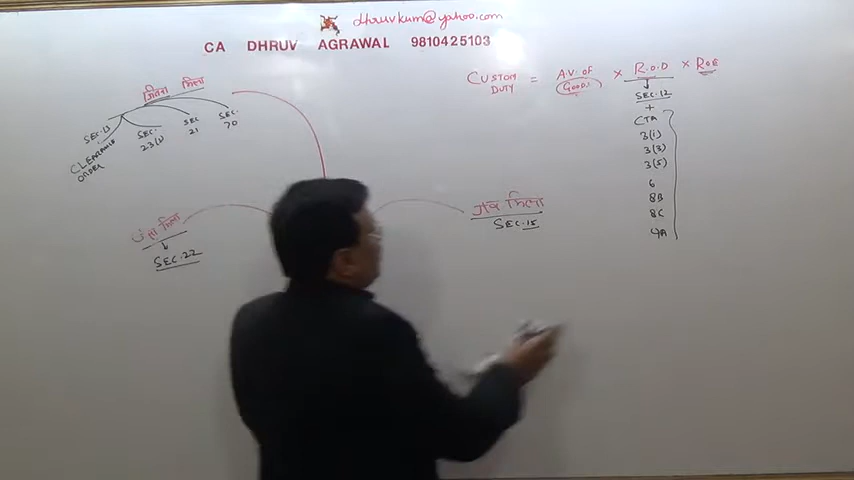 dhruvkum@yahoo.com
CA DHRUV AGRAWAL 9810425103
CUSTOM DUTY = A.V. OF GOODS × R.O.D × ROE
SEC.12
+
CTA
3(1)
3(3)
3(5)
6
8B
8C
9A
जितना मिला
SEC.13
SEC. 23(1)
SEC 21
SEC. 70
CLEARANCE ORDER
जैसा मिला
SEC.22
जब मिला
SEC.15